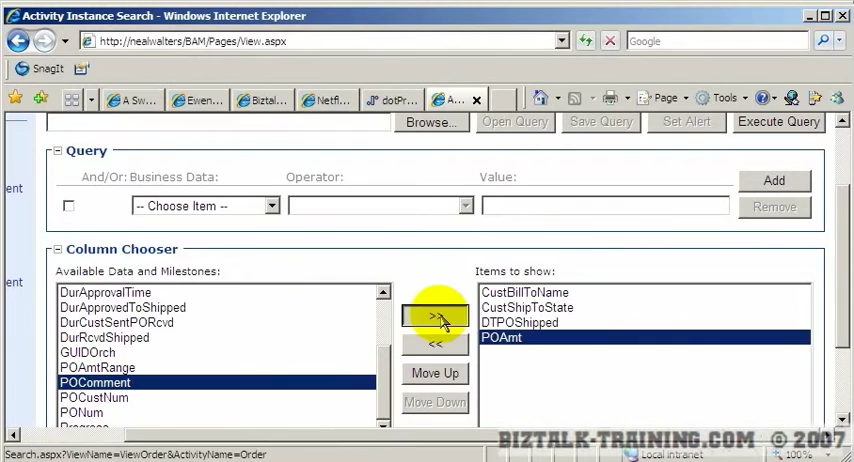 Activity Instance Search - Windows Internet Explorer
http://nealwalters/BAM/Pages/View.aspx
Google
SnagIt
A Sw...
Ewen...
Biztal...
Netfl...
dotPr...
A...
Page
Tools
Browse...
Open Query
Save Query
Set Alert
Execute Query
Query
And/Or: Business Data: Operator: Value:
Add
ent
-- Choose Item --
Remove
Column Chooser
Available Data and Milestones:
Items to show:
ent
DurApprovalTime
DurApprovedToShipped
DurCustSentPORcvd
DurRcvdShipped
GUIDOrch
POAmtRange
POComment
POCustNum
PONum
>>
<<
Move Up
Move Down
CustBillToName
CustShipToState
DTPOShipped
POAmt
BIZTALK-TRAINING.COM © 2007
Search.aspx?ViewName=ViewOrder&ActivityName=Order
Local intranet
100%